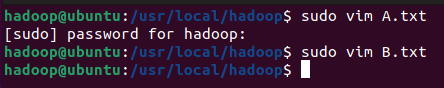 hadoop@ubuntu:/usr/local/hadoop$ sudo vim A.txt
[sudo] password for hadoop:
hadoop@ubuntu:/usr/local/hadoop$ sudo vim B.txt
hadoop@ubuntu:/usr/local/hadoop$